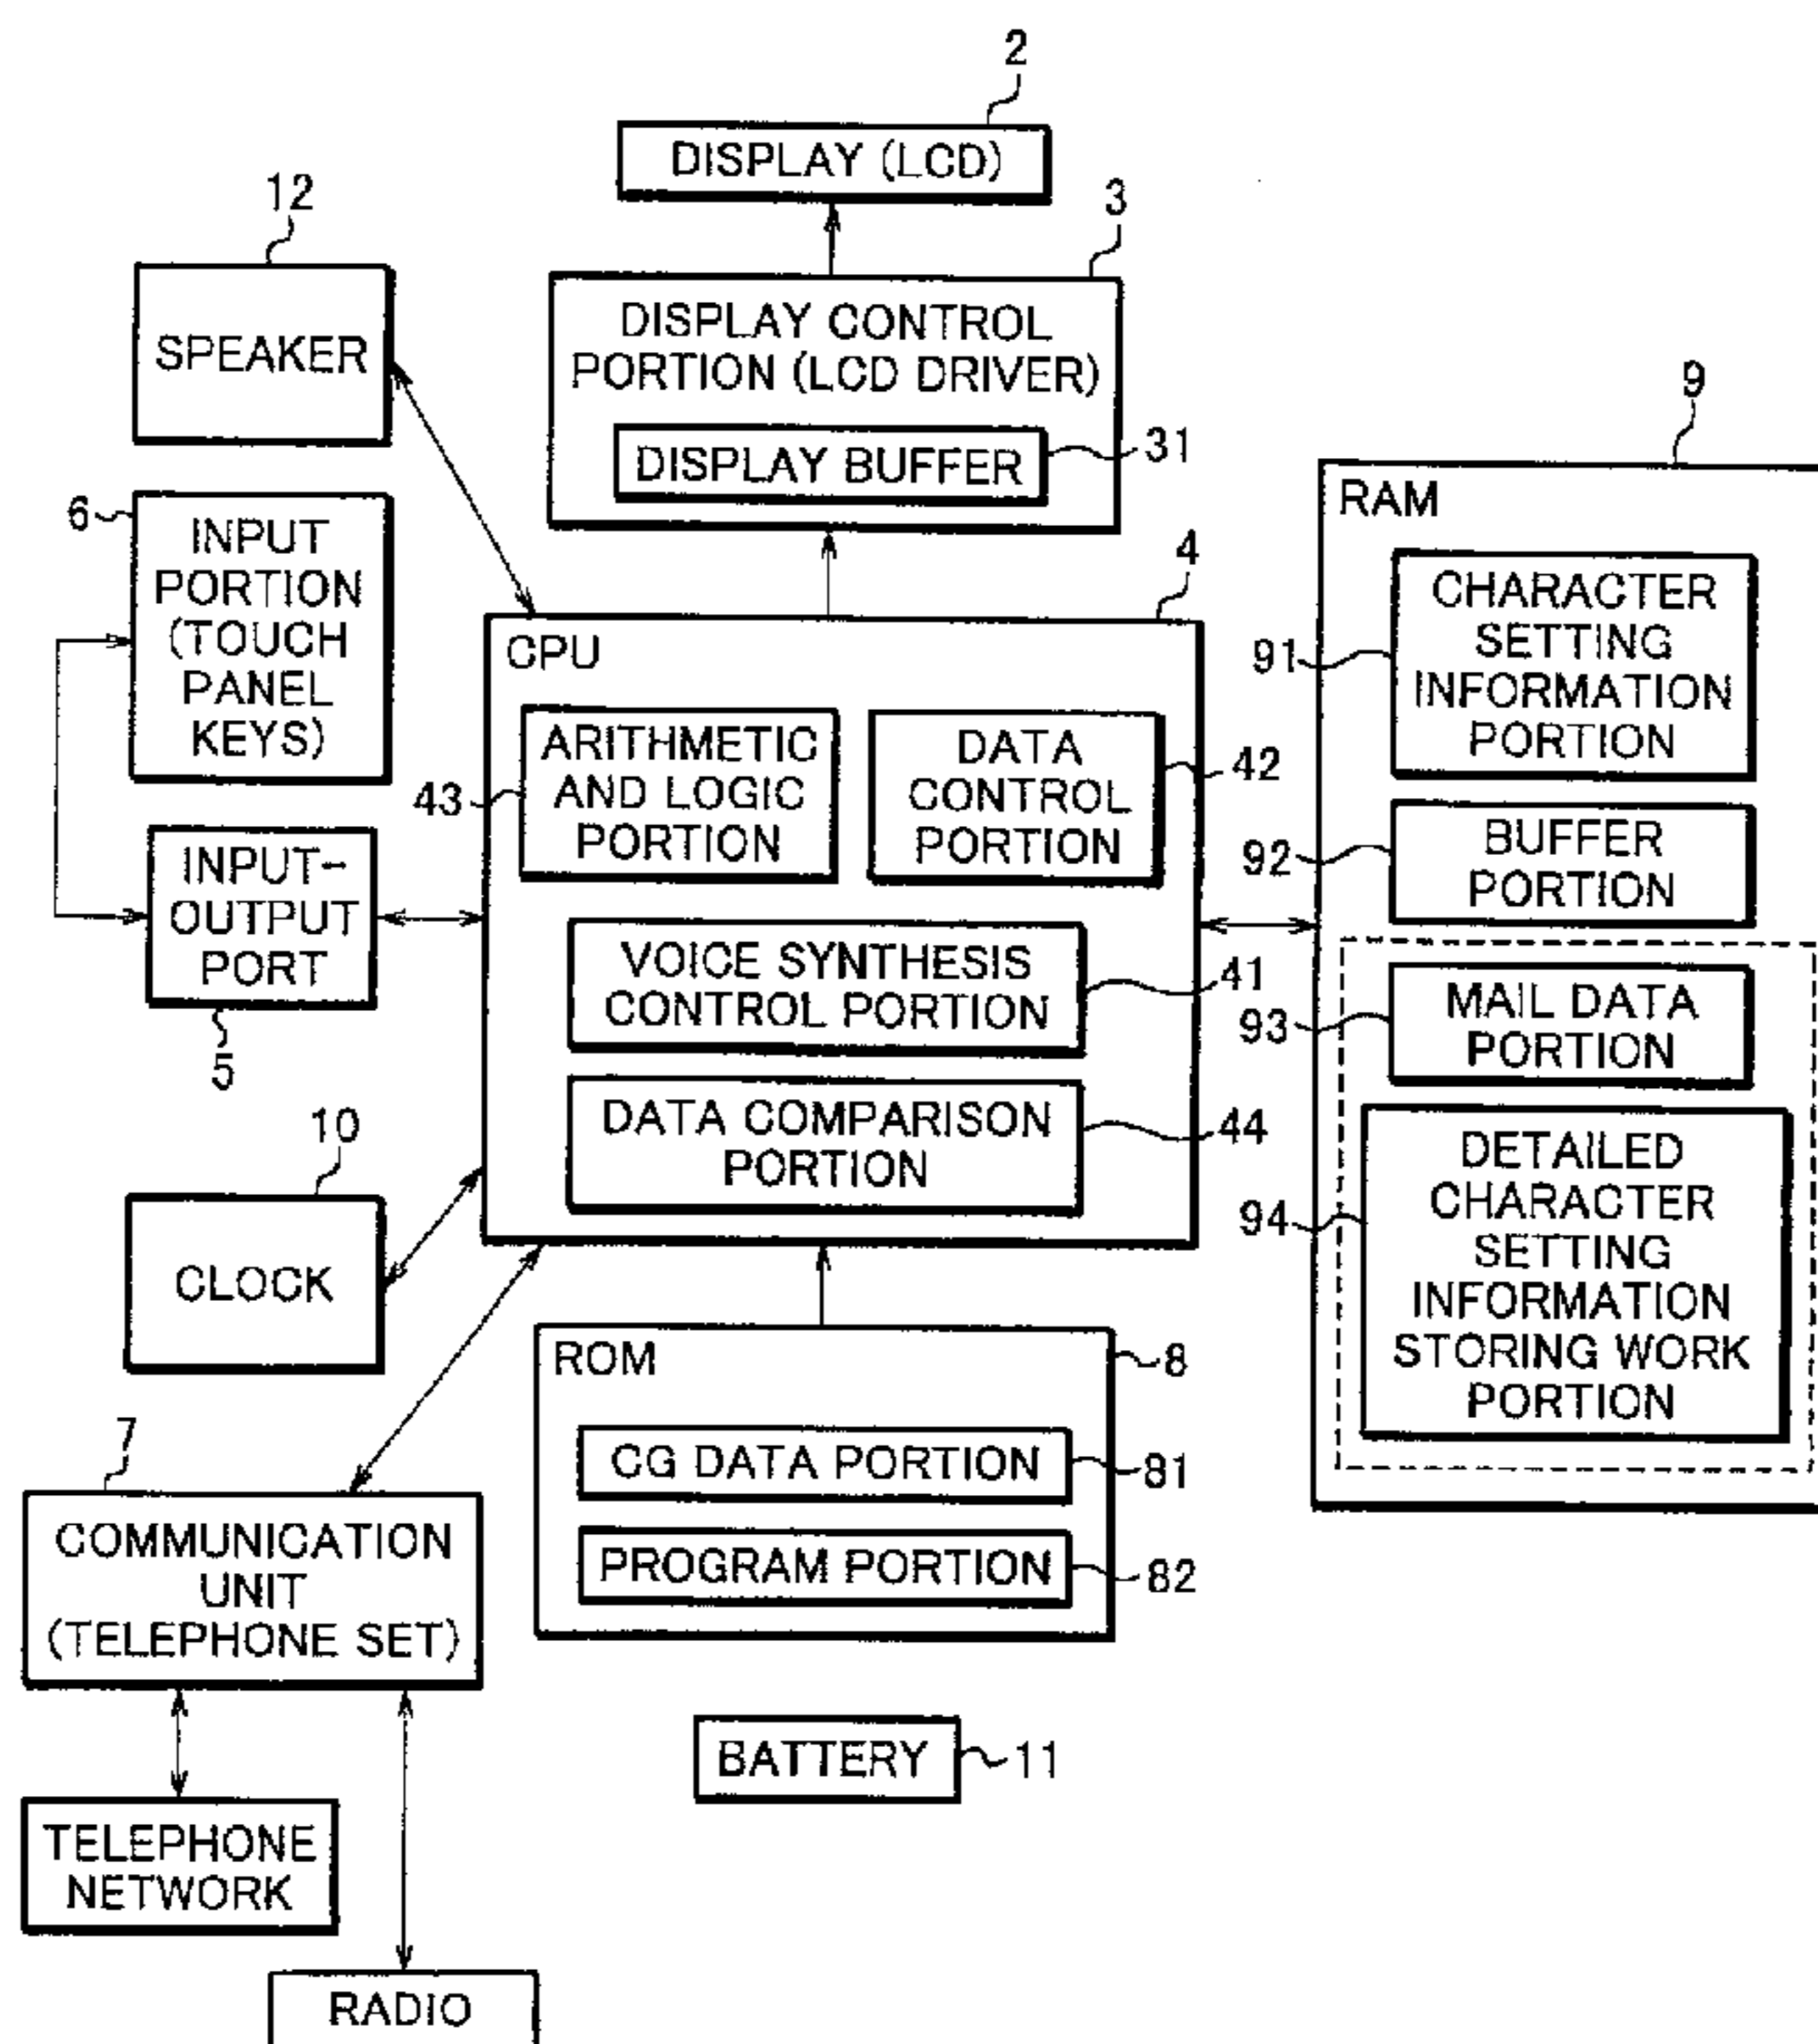 2
DISPLAY (LCD)
12
SPEAKER
3
DISPLAY CONTROL
PORTION (LCD DRIVER)
DISPLAY BUFFER
31
6
INPUT
PORTION
(TOUCH
PANEL
KEYS)
INPUT-
OUTPUT
PORT
5
4
CPU
ARITHMETIC
AND LOGIC
PORTION
43
DATA
CONTROL
PORTION
42
VOICE SYNTHESIS
CONTROL PORTION
41
DATA COMPARISON
PORTION
44
9
RAM
CHARACTER
SETTING
INFORMATION
PORTION
91
BUFFER
PORTION
92
MAIL DATA
PORTION
93
DETAILED
CHARACTER
SETTING
INFORMATION
STORING WORK
PORTION
94
10
CLOCK
ROM
8
CG DATA PORTION
81
PROGRAM PORTION
82
7
COMMUNICATION
UNIT
(TELEPHONE SET)
BATTERY
11
TELEPHONE
NETWORK
RADIO